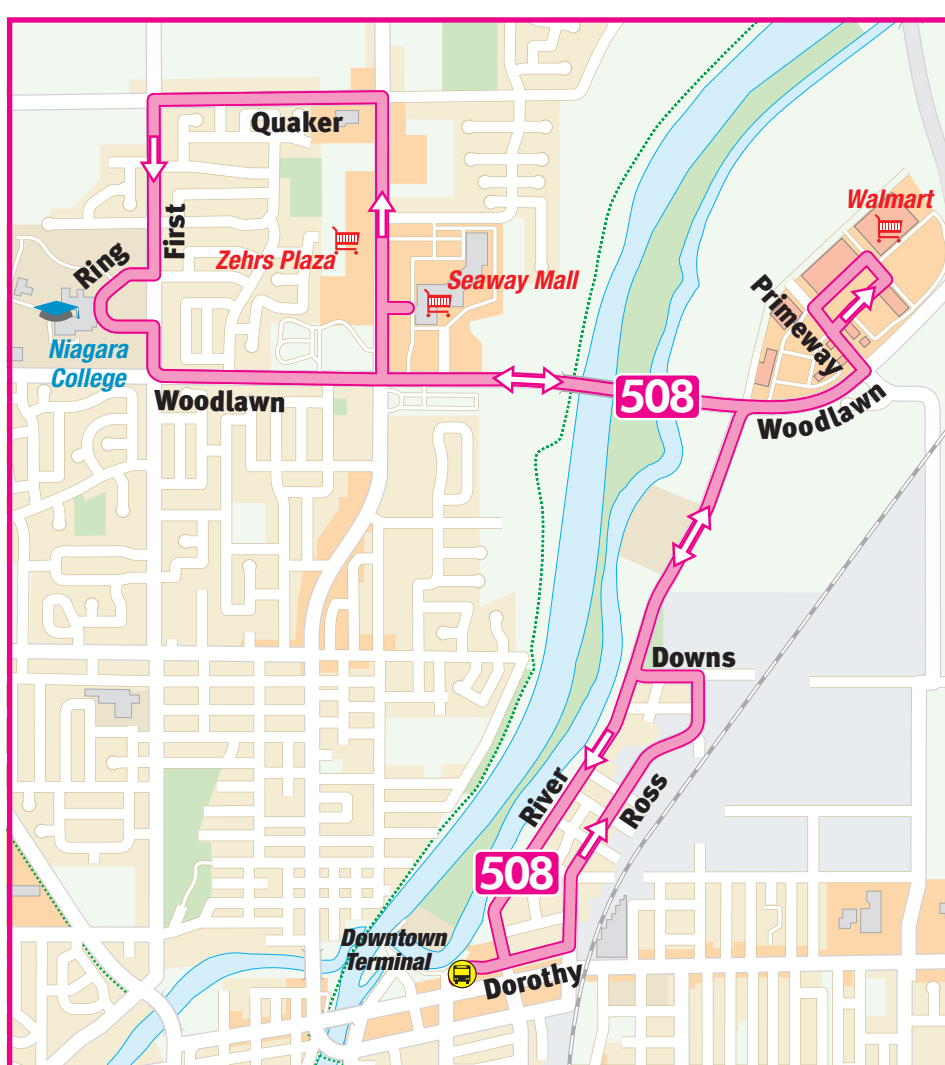 Quaker
First
Ring
Zehrs Plaza
Seaway Mall
Walmart
Primeway
Niagara
College
Woodlawn
508
Woodlawn
Downs
River
Ross
508
Downtown
Terminal
Dorothy